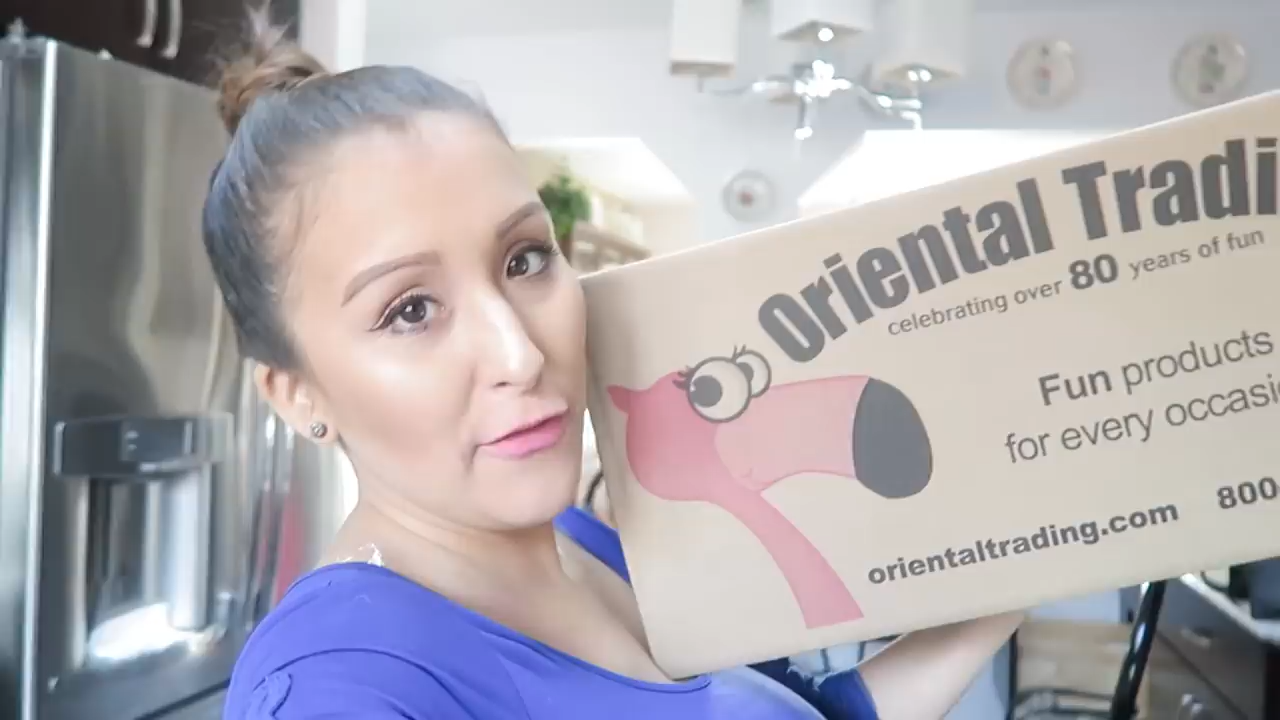 Oriental Tradi
celebrating over 80 years of fun
Fun products
for every occasi
orientaltrading.com 800